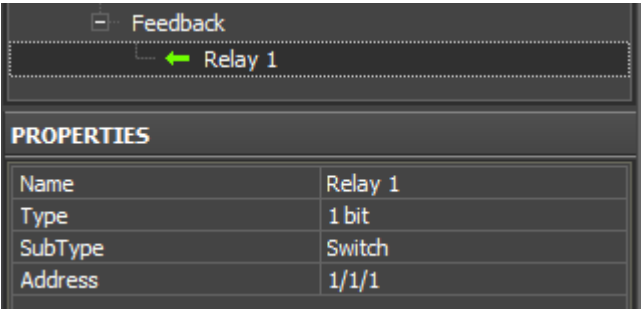 Feedback
Relay 1
PROPERTIES
Name Relay 1
Type 1 bit
SubType Switch
Address 1/1/1